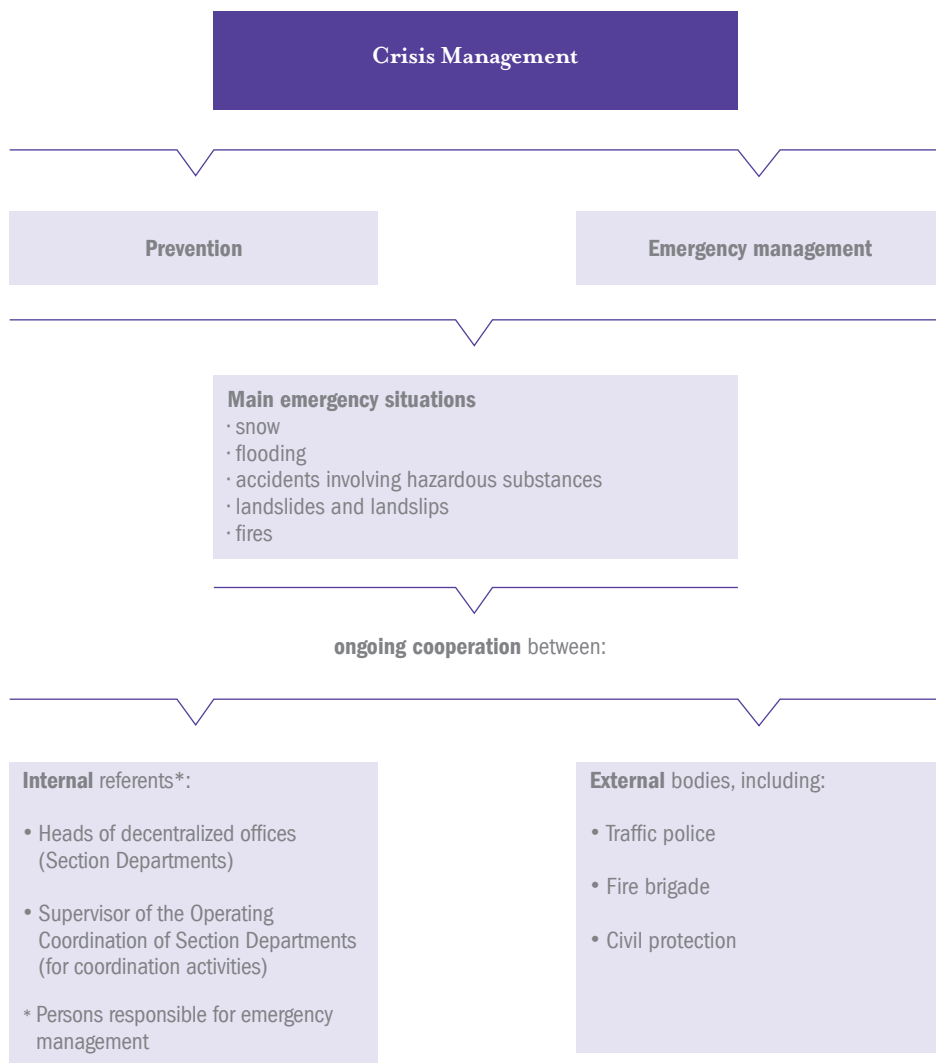 Crisis Management
Prevention
Emergency management
Main emergency situations
· snow
· flooding
· accidents involving hazardous substances
· landslides and landslips
· fires
ongoing cooperation between:
Internal referents*:
• Heads of decentralized offices
(Section Departments)
• Supervisor of the Operating
Coordination of Section Departments
(for coordination activities)
* Persons responsible for emergency
management
External bodies, including:
• Traffic police
• Fire brigade
• Civil protection